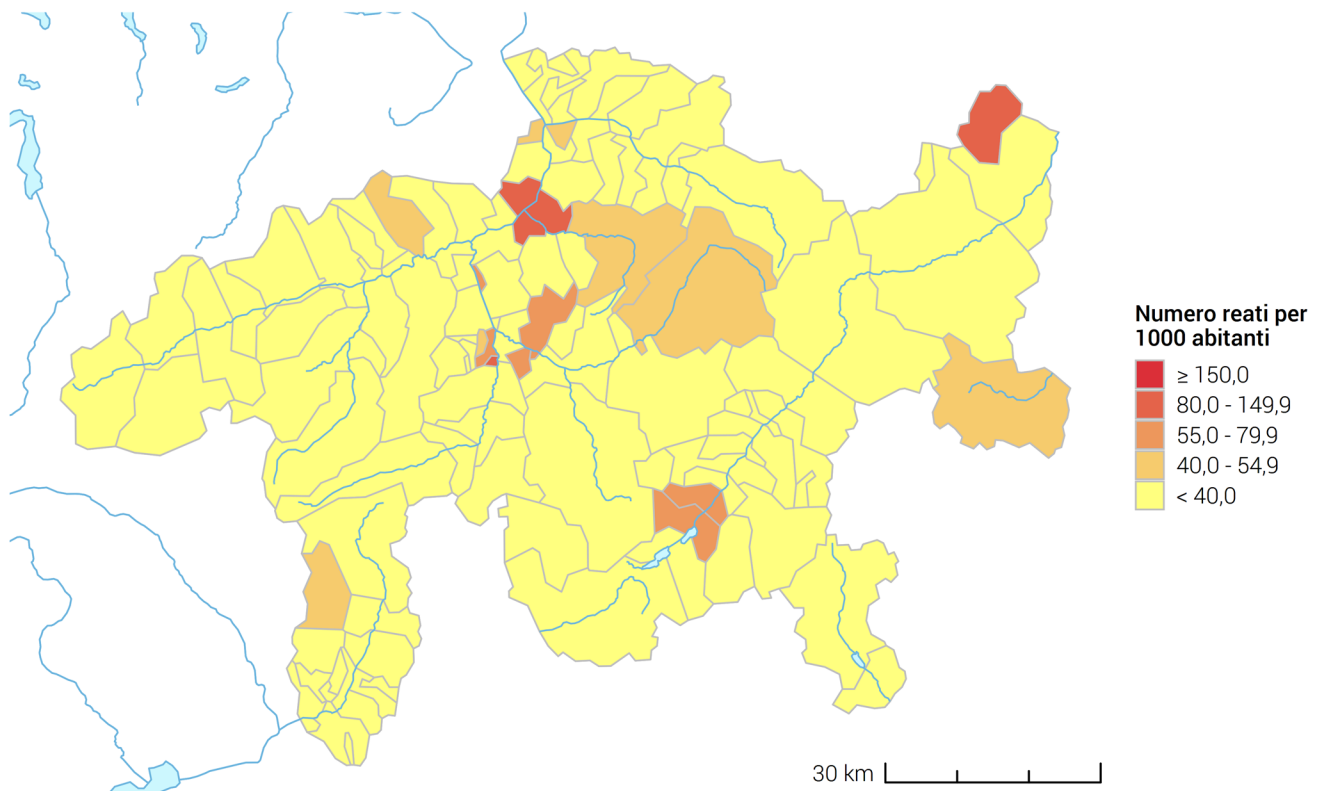 Numero reati per
1000 abitanti
≥ 150,0
80,0 - 149,9
55,0 - 79,9
40,0 - 54,9
< 40,0
30 km